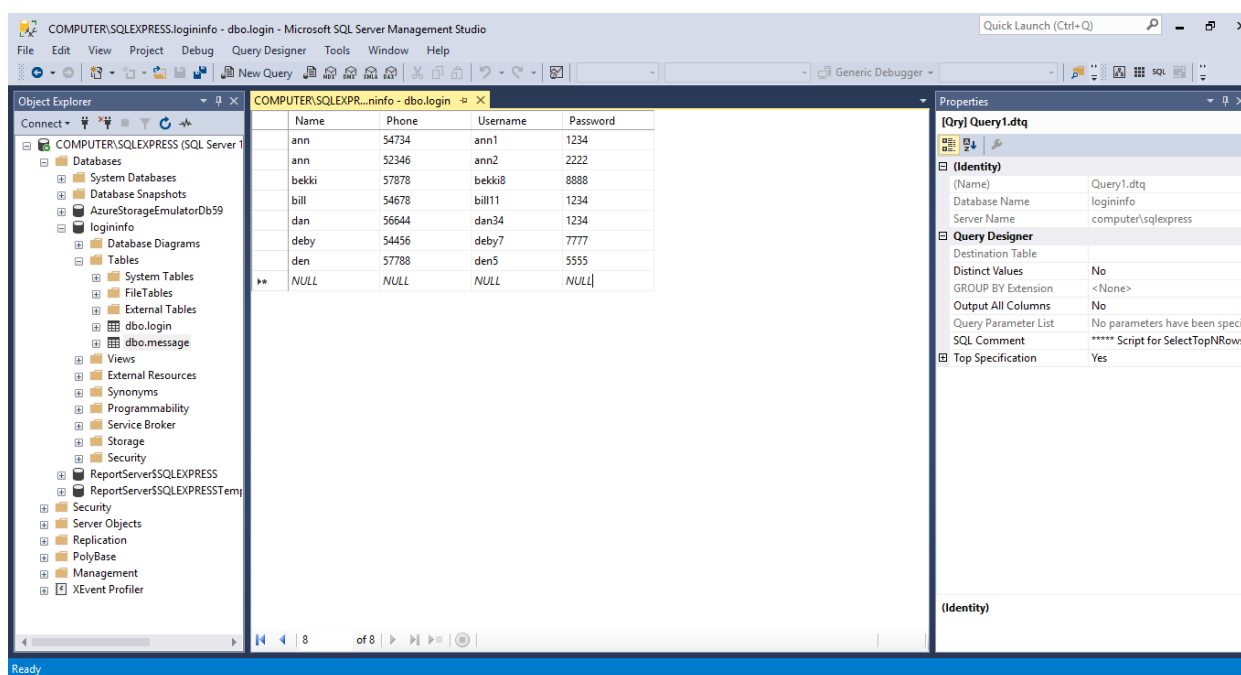 COMPUTER\SQLEXPRESS.logininfo - dbo.login - Microsoft SQL Server Management Studio
Quick Launch (Ctrl+Q)
File Edit View Project Debug Query Designer Tools Window Help
New Query MDX DMX XMLA DAX Generic Debugger SQL
Object Explorer
Connect
COMPUTER\SQLEXPRESS (SQL Server 1
Databases
System Databases
Database Snapshots
AzureStorageEmulatorDb59
logininfo
Database Diagrams
Tables
System Tables
FileTables
External Tables
dbo.login
dbo.message
Views
External Resources
Synonyms
Programmability
Service Broker
Storage
Security
ReportServer$SQLEXPRESS
ReportServer$SQLEXPRESSTemp
Security
Server Objects
Replication
PolyBase
Management
XEvent Profiler
COMPUTER\SQLEXPR...ninfo - dbo.login
Name Phone Username Password
ann 54734 ann1 1234
ann 52346 ann2 2222
bekki 57878 bekki8 8888
bill 54678 bill11 1234
dan 56644 dan34 1234
deby 54456 deby7 7777
den 57788 den5 5555
NULL NULL NULL NULL
8 of 8
Properties
[Qry] Query1.dtq
(Identity)
(Name) Query1.dtq
Database Name logininfo
Server Name computer\sqlexpress
Query Designer
Destination Table
Distinct Values No
GROUP BY Extension <None>
Output All Columns No
Query Parameter List No parameters have been speci
SQL Comment ***** Script for SelectTopNRows
Top Specification Yes
(Identity)
Ready